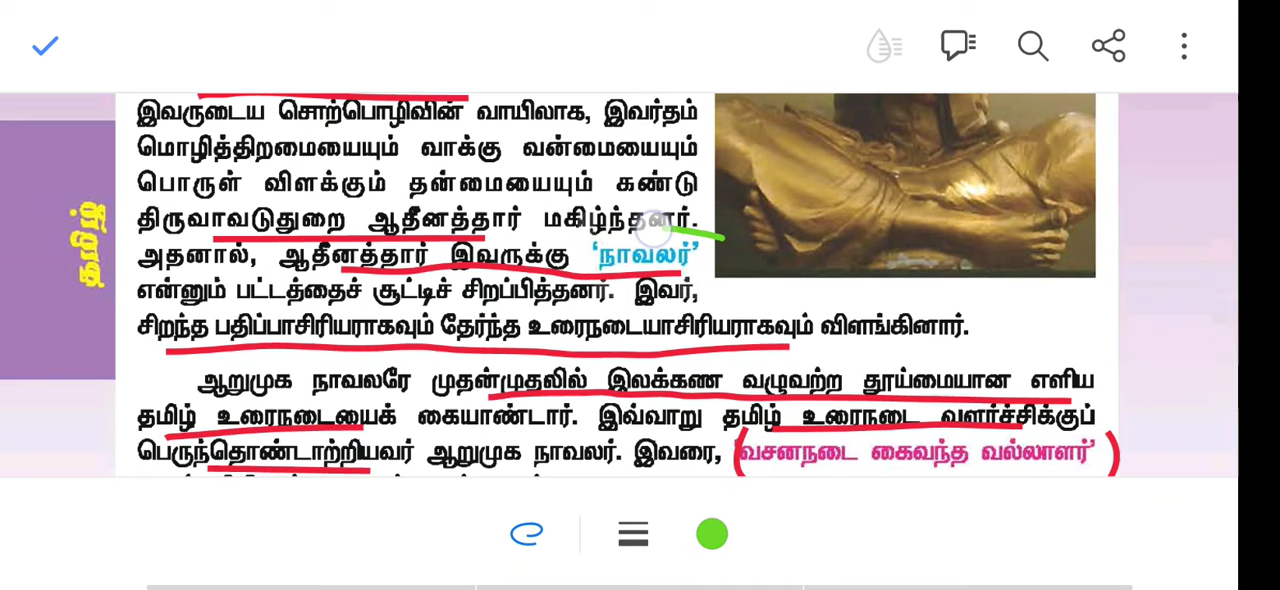 தமிழ்
இவருடைய சொற்பொழிவின் வாயிலாக, இவர்தம்
மொழித்திறமையையும் வாக்கு வன்மையையும்
பொருள் விளக்கும் தன்மையையும் கண்டு
திருவாவடுதுறை ஆதீனத்தார் மகிழ்ந்தனர்.
அதனால், ஆதீனத்தார் இவருக்கு ‘நாவலர்’
என்னும் பட்டத்தைச் சூட்டிச் சிறப்பித்தனர். இவர்,
சிறந்த பதிப்பாசிரியராகவும் தேர்ந்த உரைநடையாசிரியராகவும் விளங்கினார்.
ஆறுமுக நாவலரே முதன்முதலில் இலக்கண வழுவற்ற தூய்மையான எளிய
தமிழ் உரைநடையைக் கையாண்டார். இவ்வாறு தமிழ் உரைநடை வளர்ச்சிக்குப்
பெருந்தொண்டாற்றியவர் ஆறுமுக நாவலர். இவரை, ‘வசனநடை கைவந்த வல்லாளர்’